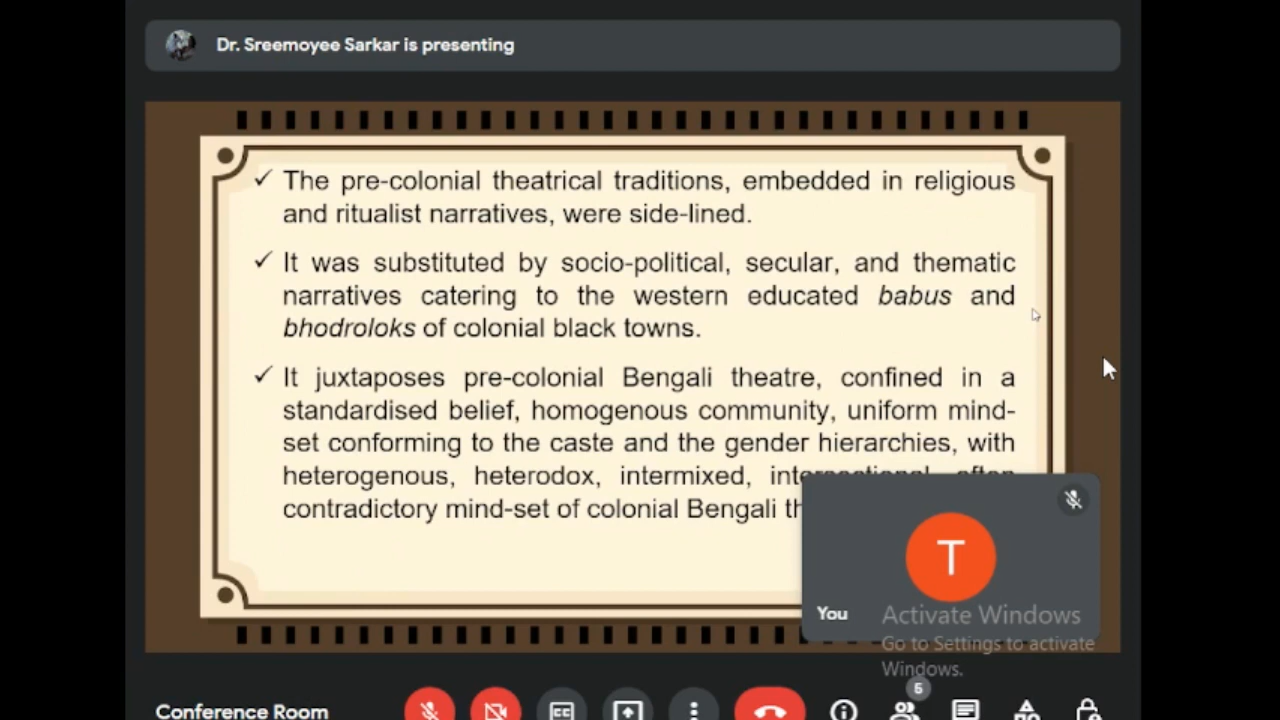 Dr. Sreemoyee Sarkar is presenting
✓ The pre-colonial theatrical traditions, embedded in religious
and ritualist narratives, were side-lined.
✓ It was substituted by socio-political, secular, and thematic
narratives catering to the western educated babus and
bhodroloks of colonial black towns.
✓ It juxtaposes pre-colonial Bengali theatre, confined in a
standardised belief, homogenous community, uniform mind-
set conforming to the caste and the gender hierarchies, with
heterogenous, heterodox, intermixed, often
contradictory mind-set of colonial Bengali
T
You
Activate Windows
Go to Settings to activate
Windows.
Conference Room
CC
6